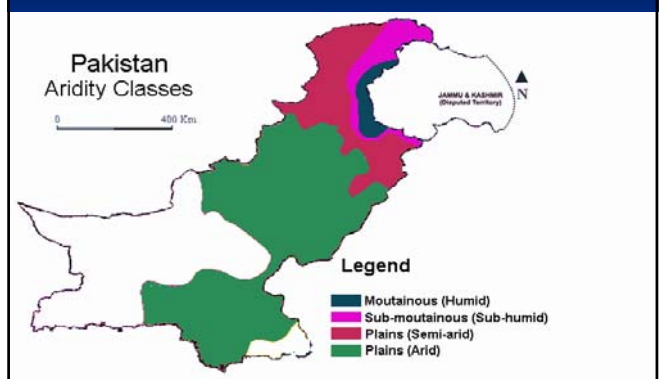 Pakistan
Aridity Classes
0 400 Km.
JAMMU & KASHMIR
(Disputed Territory)
N
Legend
Moutainous (Humid)
Sub-moutainous (Sub-humid)
Plains (Semi-arid)
Plains (Arid)